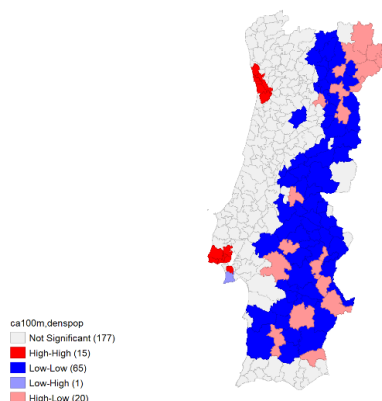 ca100m,denspop
Not Significant (177)
High-High (15)
Low-Low (65)
Low-High (1)
High-Low (20)